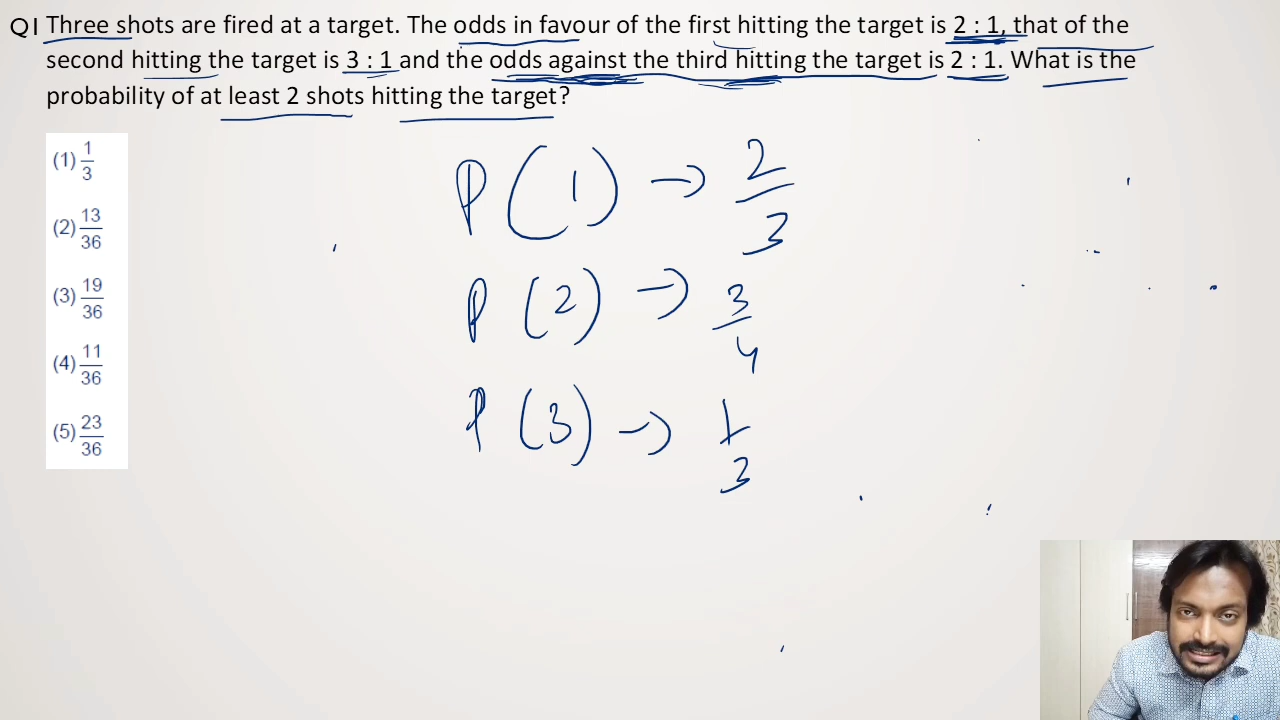 Q1 Three shots are fired at a target. The odds in favour of the first hitting the target is 2 : 1, that of the
second hitting the target is 3 : 1 and the odds against the third hitting the target is 2 : 1. What is the
probability of at least 2 shots hitting the target?
(1) 1/3
(2) 13/36
(3) 19/36
(4) 11/36
(5) 23/36
P(1) → 2/3
P(2) → 3/4
P(3) → 1/3